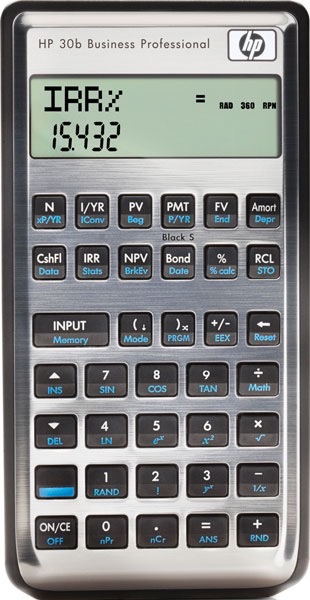 HP 30b Business Professional hp
IRR% = RAD 360 RPN
15.432
N I/YR PV PMT FV Amort
xP/YR IConv Beg P/YR End Depr
Black S
CshFl IRR NPV Bond % RCL
Data Stats BrkEv Date % calc STO
INPUT (↓ )x +/- ←
Memory Mode PRGM EEX Reset
▲ 7 8 9 ÷
INS SIN COS TAN Math
▼ 4 5 6 ×
DEL LN eˣ x² √
1 2 3 −
RAND ! yˣ 1/x
ON/CE 0 . = +
OFF nPr nCr ANS RND